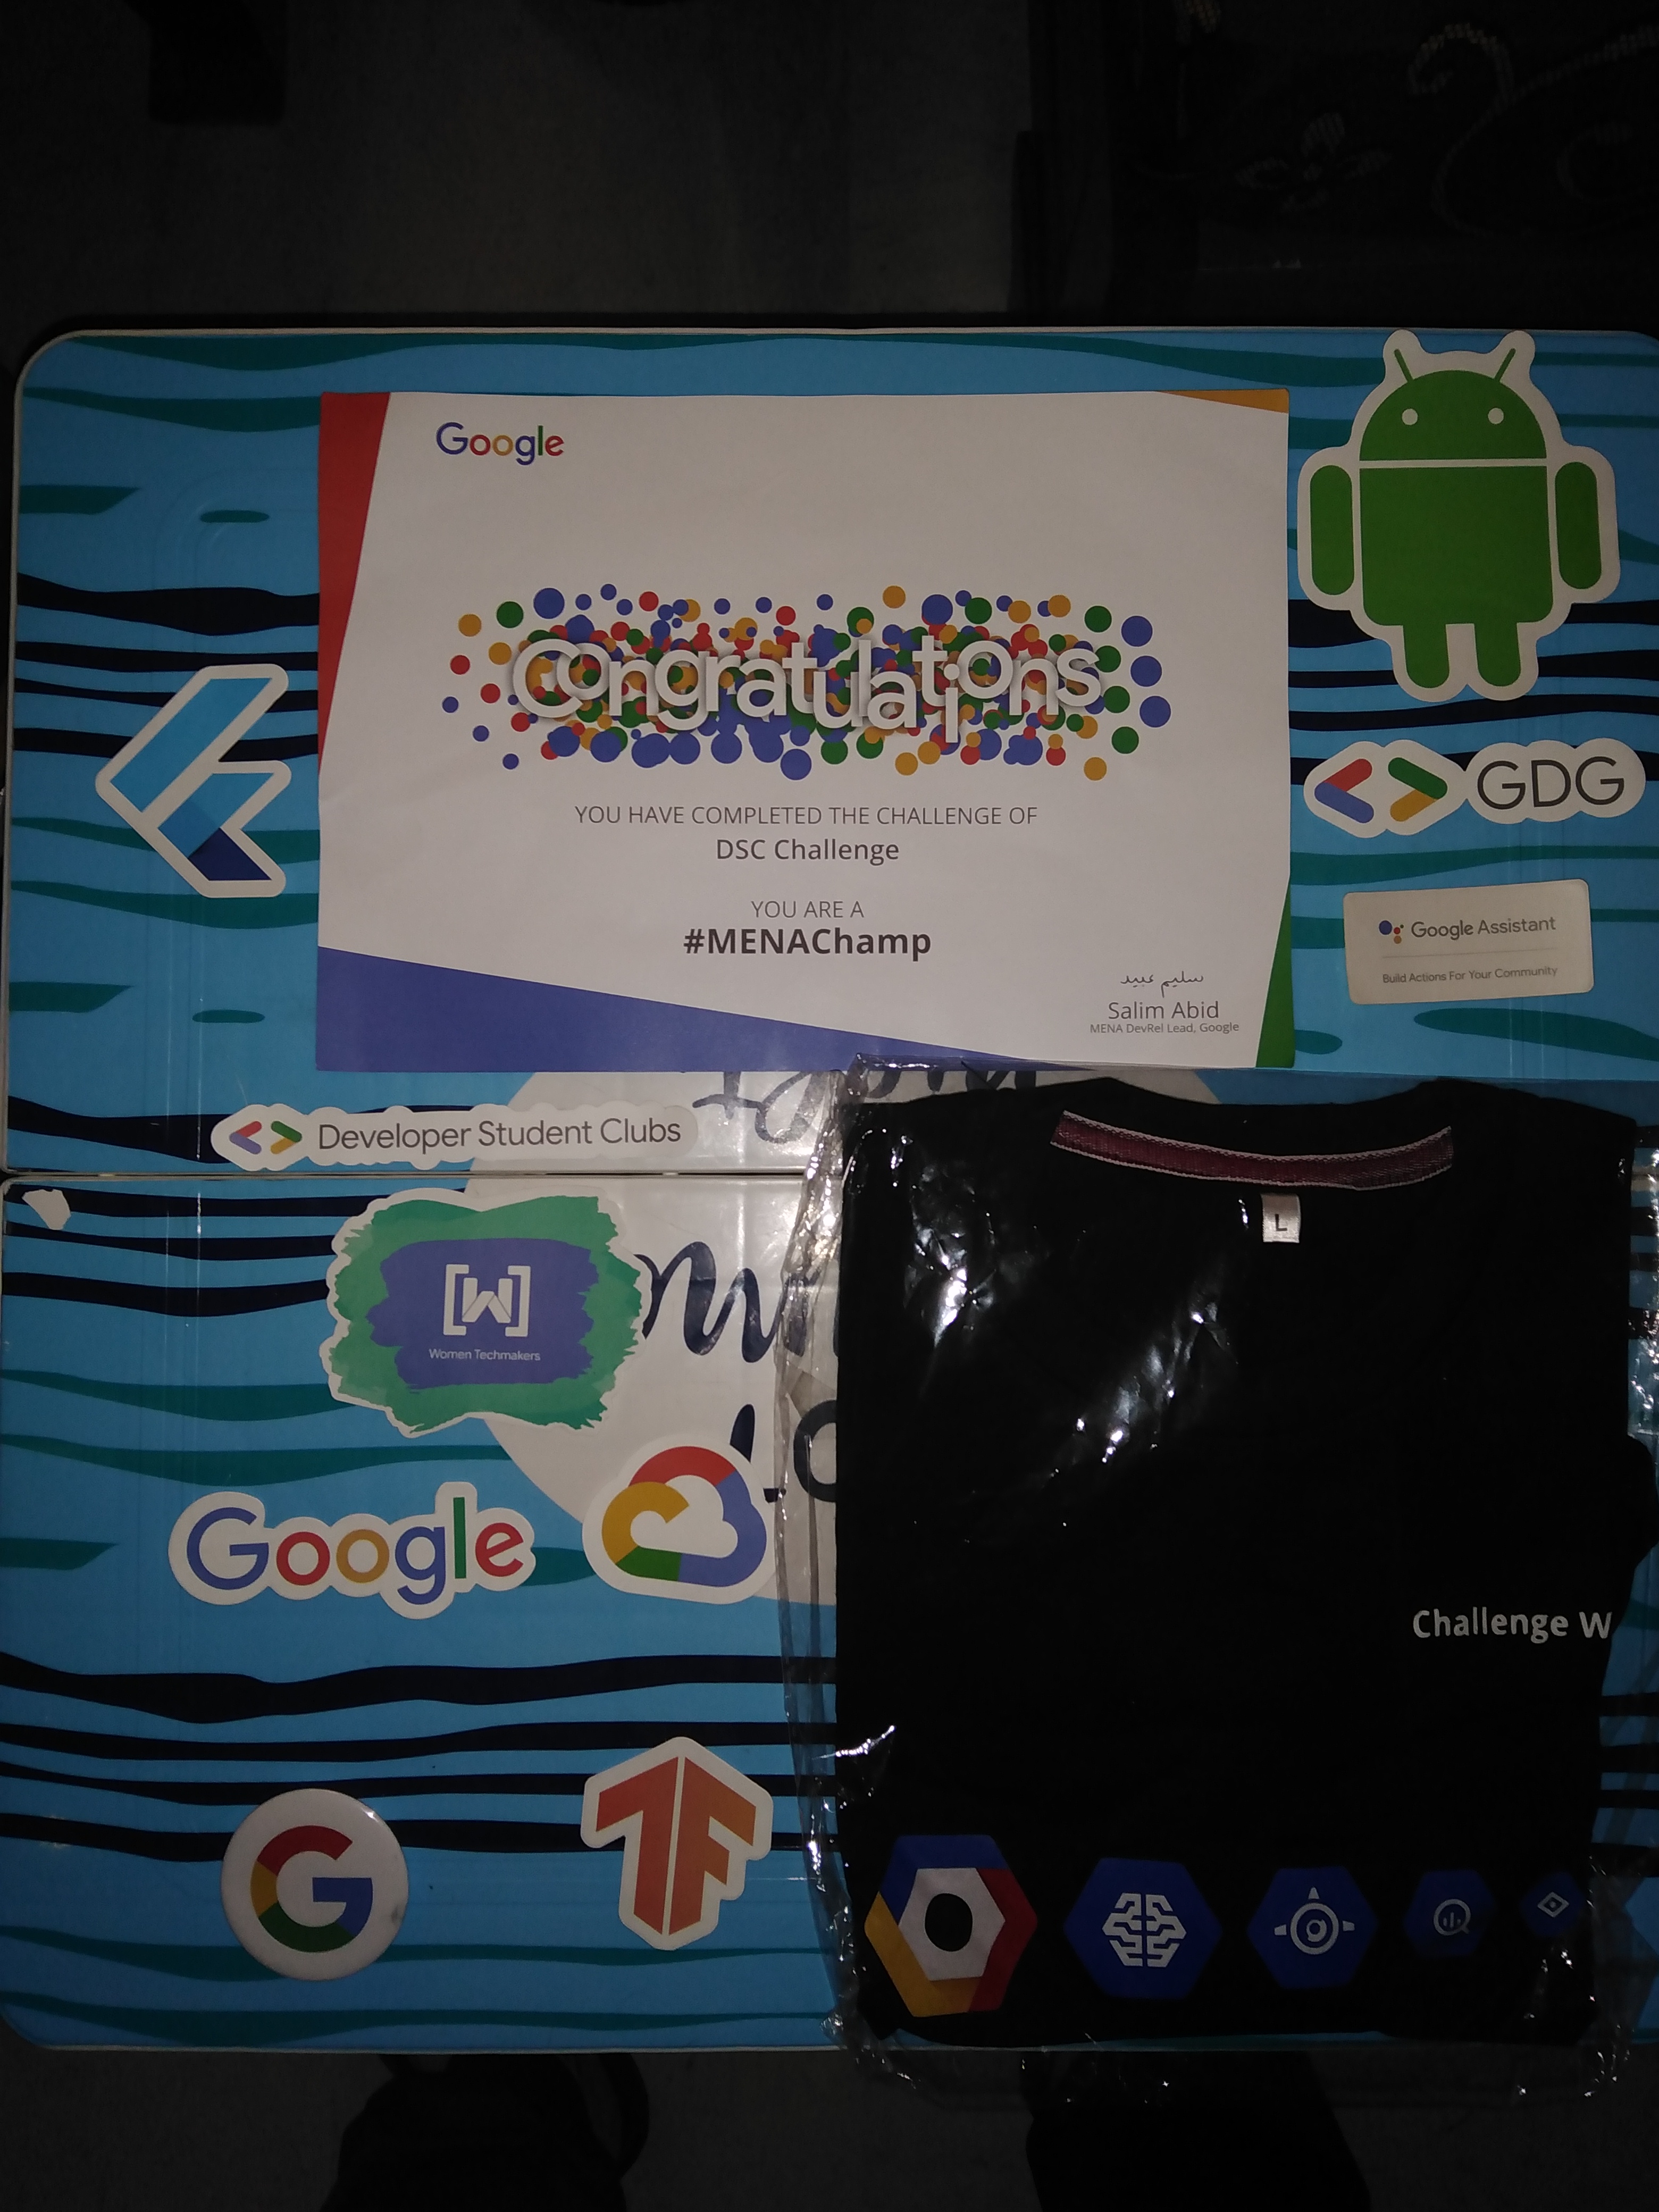 Google
Congratulations
YOU HAVE COMPLETED THE CHALLENGE OF
DSC Challenge
YOU ARE A
#MENAChamp
سليم عبيد
Salim Abid
MENA DevRel Lead, Google
GDG
Google Assistant
Build Actions For Your Community
Developer Student Clubs
L
[W]
Women Techmakers
Google
Challenge W
G
TF